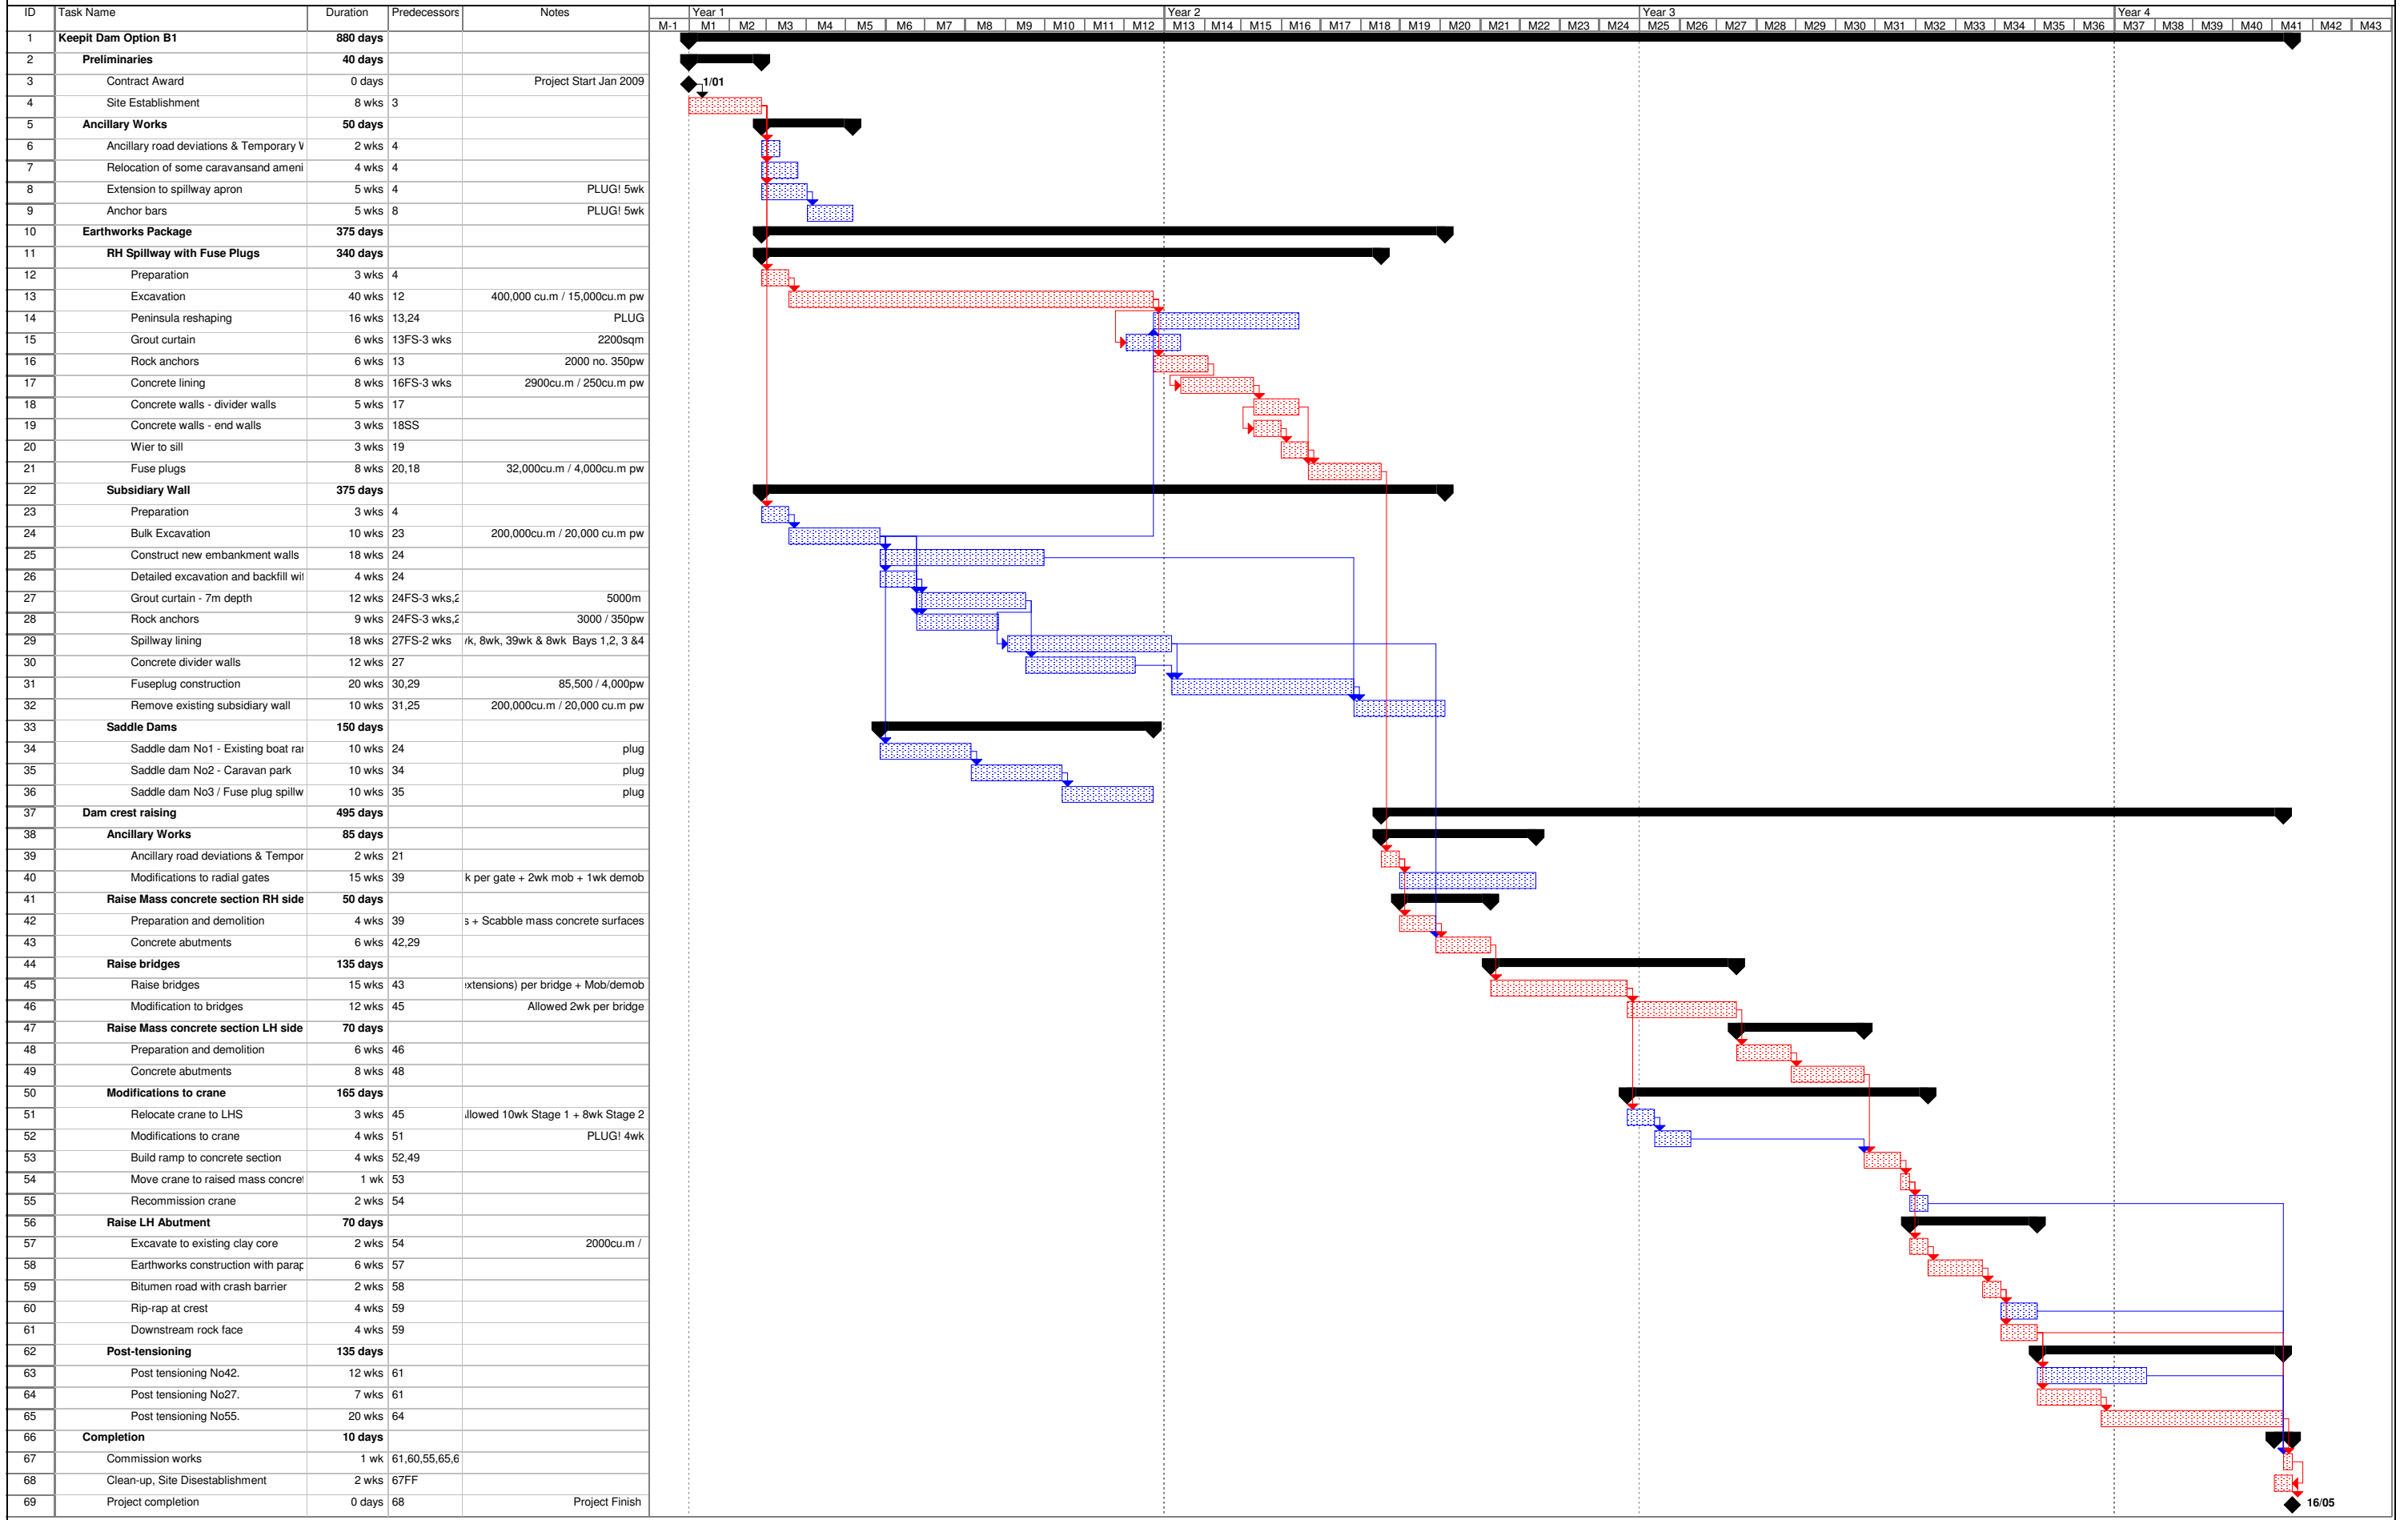 ID Task Name Duration Predecessors Notes Year 1 Year 2 Year 3 Year 4
M-1 M1 M2 M3 M4 M5 M6 M7 M8 M9 M10 M11 M12 M13 M14 M15 M16 M17 M18 M19 M20 M21 M22 M23 M24 M25 M26 M27 M28 M29 M30 M31 M32 M33 M34 M35 M36 M37 M38 M39 M40 M41 M42 M43
1 Keepit Dam Option B1 880 days
2 Preliminaries 40 days
3 Contract Award 0 days Project Start Jan 2009 1/01
4 Site Establishment 8 wks 3
5 Ancillary Works 50 days
6 Ancillary road deviations & Temporary 2 wks 4
7 Relocation of some caravansand ameni 4 wks 4
8 Extension to spillway apron 5 wks 4 PLUG! 5wk
9 Anchor bars 5 wks 8 PLUG! 5wk
10 Earthworks Package 375 days
11 RH Spillway with Fuse Plugs 340 days
12 Preparation 3 wks 4
13 Excavation 40 wks 12 400,000 cu.m / 15,000cu.m pw
14 Peninsula reshaping 16 wks 13,24 PLUG
15 Grout curtain 6 wks 13FS-3 wks 2200sqm
16 Rock anchors 6 wks 13 2000 no. 350pw
17 Concrete lining 8 wks 16FS-3 wks 2900cu.m / 250cu.m pw
18 Concrete walls - divider walls 5 wks 17
19 Concrete walls - end walls 3 wks 18SS
20 Wier to sill 3 wks 19
21 Fuse plugs 8 wks 20,18 32,000cu.m / 4,000cu.m pw
22 Subsidiary Wall 375 days
23 Preparation 3 wks 4
24 Bulk Excavation 10 wks 23 200,000cu.m / 20,000 cu.m pw
25 Construct new embankment walls 18 wks 24
26 Detailed excavation and backfill wit 4 wks 24
27 Grout curtain - 7m depth 12 wks 24FS-3 wks,2 5000m
28 Rock anchors 9 wks 24FS-3 wks,2 3000 / 350pw
29 Spillway lining 18 wks 27FS-2 wks /k, 8wk, 39wk & 8wk Bays 1,2, 3 &4
30 Concrete divider walls 12 wks 27
31 Fuseplug construction 20 wks 30,29 85,500 / 4,000pw
32 Remove existing subsidiary wall 10 wks 31,25 200,000cu.m / 20,000 cu.m pw
33 Saddle Dams 150 days
34 Saddle dam No1 - Existing boat rar 10 wks 24 plug
35 Saddle dam No2 - Caravan park 10 wks 34 plug
36 Saddle dam No3 / Fuse plug spillw 10 wks 35 plug
37 Dam crest raising 495 days
38 Ancillary Works 85 days
39 Ancillary road deviations & Tempor 2 wks 21
40 Modifications to radial gates 15 wks 39 k per gate + 2wk mob + 1wk demob
41 Raise Mass concrete section RH side 50 days
42 Preparation and demolition 4 wks 39 s + Scabble mass concrete surfaces
43 Concrete abutments 6 wks 42,29
44 Raise bridges 135 days
45 Raise bridges 15 wks 43 extensions) per bridge + Mob/demob
46 Modification to bridges 12 wks 45 Allowed 2wk per bridge
47 Raise Mass concrete section LH side 70 days
48 Preparation and demolition 6 wks 46
49 Concrete abutments 8 wks 48
50 Modifications to crane 165 days
51 Relocate crane to LHS 3 wks 45 llowed 10wk Stage 1 + 8wk Stage 2
52 Modifications to crane 4 wks 51 PLUG! 4wk
53 Build ramp to concrete section 4 wks 52,49
54 Move crane to raised mass concre 1 wk 53
55 Recommission crane 2 wks 54
56 Raise LH Abutment 70 days
57 Excavate to existing clay core 2 wks 54 2000cu.m /
58 Earthworks construction with parap 6 wks 57
59 Bitumen road with crash barrier 2 wks 58
60 Rip-rap at crest 4 wks 59
61 Downstream rock face 4 wks 59
62 Post-tensioning 135 days
63 Post tensioning No42. 12 wks 61
64 Post tensioning No27. 7 wks 61
65 Post tensioning No55. 20 wks 64
66 Completion 10 days
67 Commission works 1 wk 61,60,55,65,6
68 Clean-up, Site Disestablishment 2 wks 67FF
69 Project completion 0 days 68 Project Finish 16/05